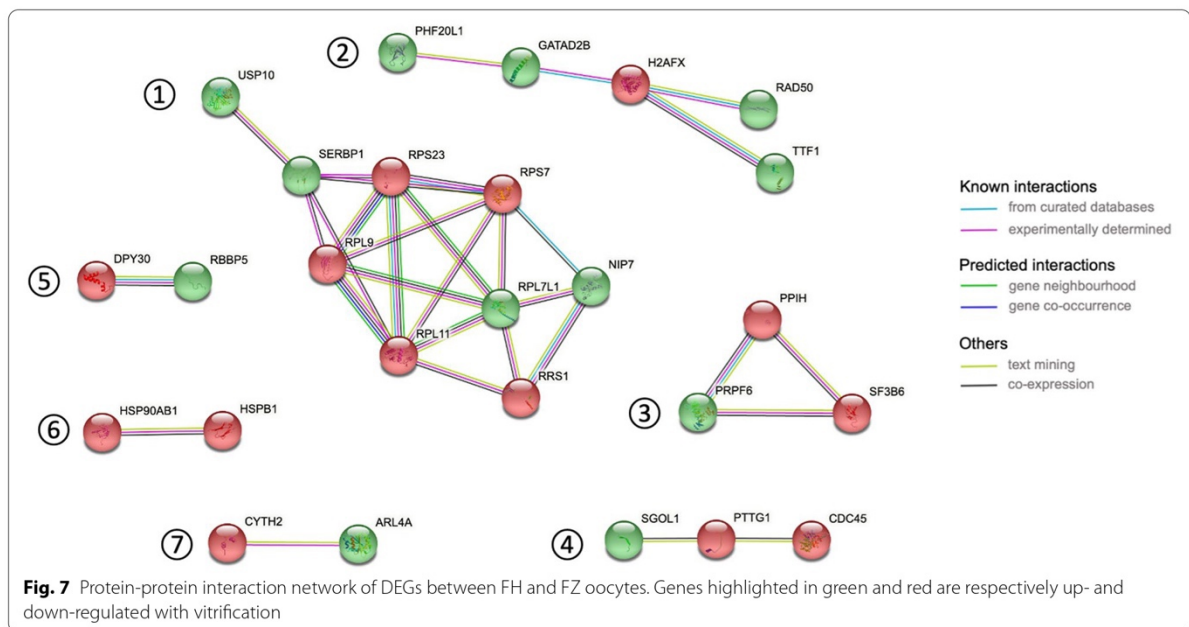 ②
PHF20L1
GATAD2B
H2AFX
RAD50
TTF1
①
USP10
SERBP1
RPS23
RPS7
RPL9
NIP7
RPL7L1
RPL11
RRS1
⑤
DPY30
RBBP5
⑥
HSP90AB1
HSPB1
③
PPIH
PRPF6
SF3B6
⑦
CYTH2
ARL4A
④
SGOL1
PTTG1
CDC45
Known interactions
from curated databases
experimentally determined
Predicted interactions
gene neighbourhood
gene co-occurrence
Others
text mining
co-expression
Fig. 7 Protein-protein interaction network of DEGs between FH and FZ oocytes. Genes highlighted in green and red are respectively up- and
down-regulated with vitrification